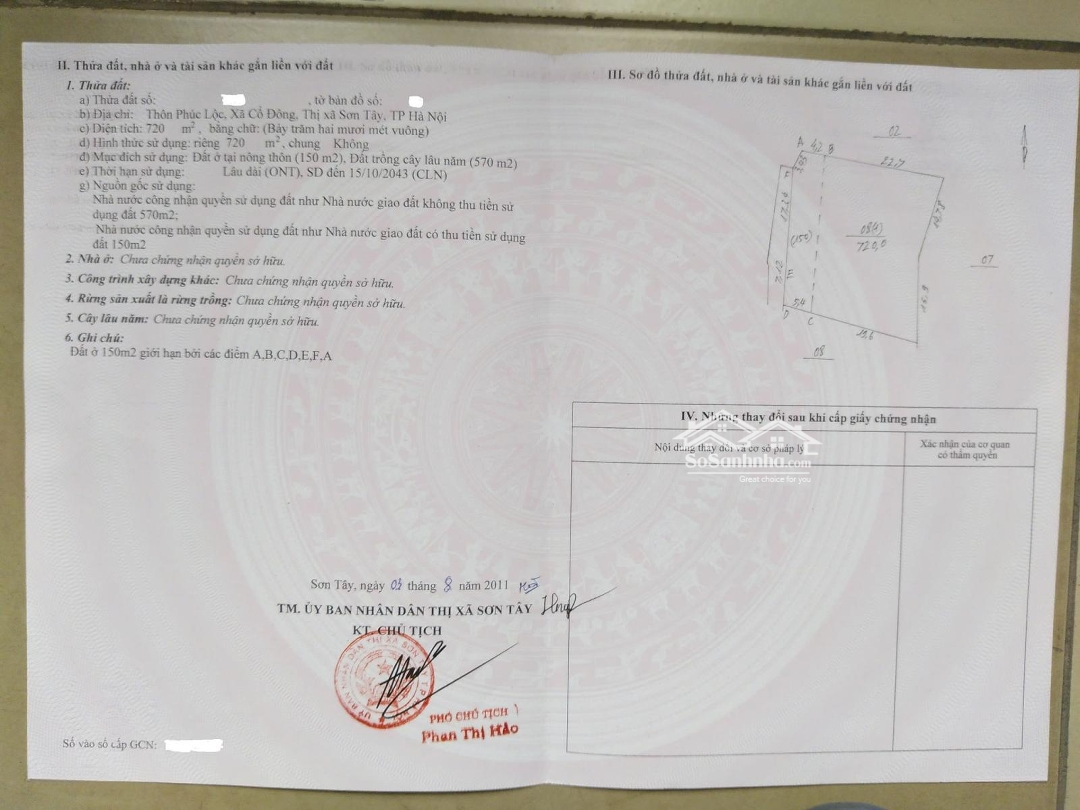 II. Thửa đất, nhà ở và tài sản khác gắn liền với đất
1. Thửa đất:
a) Thửa đất số: , tờ bản đồ số:
b) Địa chỉ: Thôn Phúc Lộc, Xã Cổ Đông, Thị xã Sơn Tây, TP Hà Nội
c) Diện tích: 720 m², bằng chữ: (Bảy trăm hai mươi mét vuông)
d) Hình thức sử dụng: riêng 720 m², chung Không
đ) Mục đích sử dụng: Đất ở tại nông thôn (150 m2), Đất trồng cây lâu năm (570 m2)
e) Thời hạn sử dụng: Lâu dài (ONT), SD đến 15/10/2043 (CLN)
g) Nguồn gốc sử dụng:
Nhà nước công nhận quyền sử dụng đất như Nhà nước giao đất không thu tiền sử
dụng đất 570m2;
Nhà nước công nhận quyền sử dụng đất như Nhà nước giao đất có thu tiền sử dụng
đất 150m2
2. Nhà ở: Chưa chứng nhận quyền sở hữu.
3. Công trình xây dựng khác: Chưa chứng nhận quyền sở hữu.
4. Rừng sản xuất là rừng trồng: Chưa chứng nhận quyền sở hữu.
5. Cây lâu năm: Chưa chứng nhận quyền sở hữu.
6. Ghi chú:
Đất ở 150m2 giới hạn bởi các điểm A,B,C,D,E,F,A
Sơn Tây, ngày 03 tháng 8 năm 2011
TM. ỦY BAN NHÂN DÂN THỊ XÃ SƠN TÂY
KT. CHỦ TỊCH
PHÓ CHỦ TỊCH
Phan Thị Hảo
Số vào sổ cấp GCN:
III. Sơ đồ thửa đất, nhà ở và tài sản khác gắn liền với đất
02
A 4,2 B
22,7
F
08(1)
720,0
(150)
07
E
5,4
D C
19,6
08
IV. Những thay đổi sau khi cấp giấy chứng nhận
Nội dung thay đổi và cơ sở pháp lý
Xác nhận của cơ quan
có thẩm quyền
SoSanhnha.com
Great choice for you